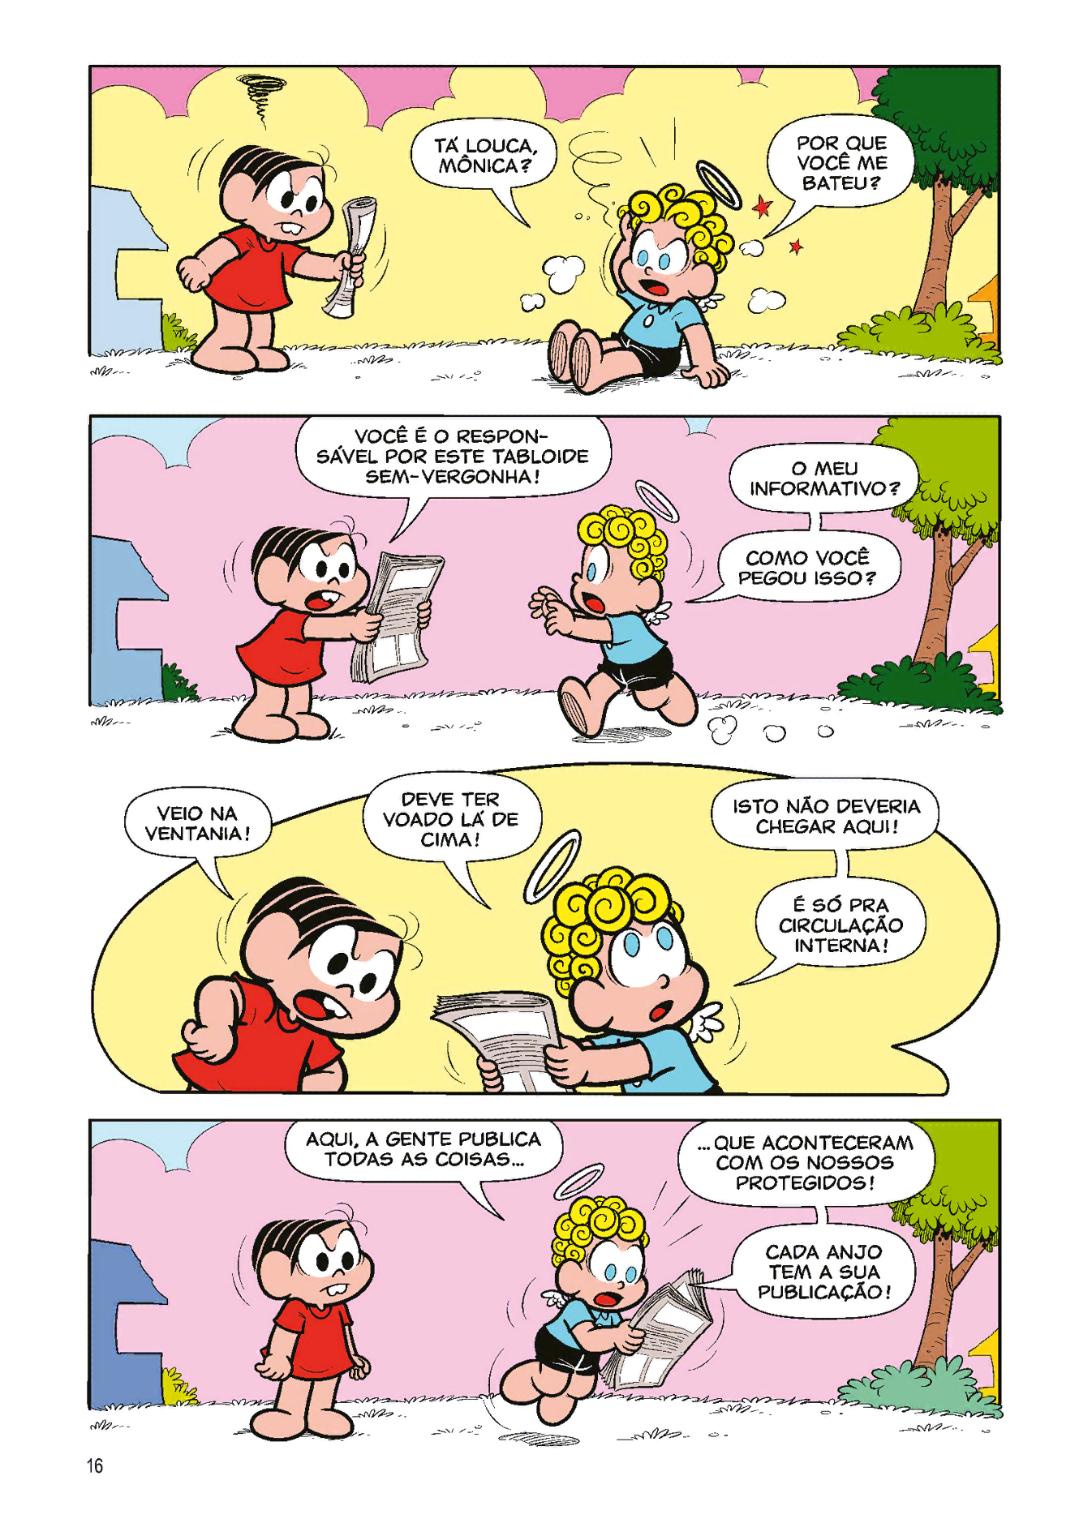 TÁ LOUCA,
MÔNICA?
POR QUE
VOCÊ ME
BATEU?
VOCÊ É O RESPON-
SÁVEL POR ESTE TABLOIDE
SEM-VERGONHA!
O MEU
INFORMATIVO?
COMO VOCÊ
PEGOU ISSO?
VEIO NA
VENTANIA!
DEVE TER
VOADO LÁ DE
CIMA!
ISTO NÃO DEVERIA
CHEGAR AQUI!
É SÓ PRA
CIRCULAÇÃO
INTERNA!
AQUI, A GENTE PUBLICA
TODAS AS COISAS...
...QUE ACONTECERAM
COM OS NOSSOS
PROTEGIDOS!
CADA ANJO
TEM A SUA
PUBLICAÇÃO!
16